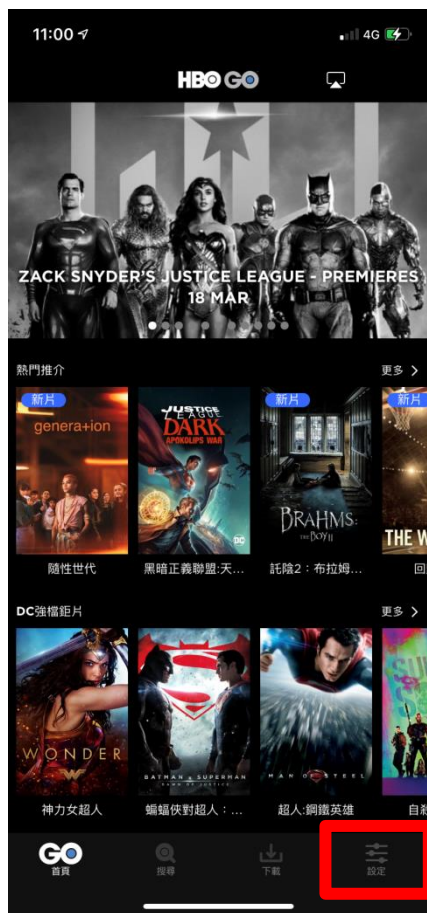 11:00
4G
HBO GO
ZACK SNYDER'S JUSTICE LEAGUE - PREMIERES
18 MAR
熱門推介
更多 >
新片
genera+ion
JUSTICE
LEAGUE
DARK
APOKOLIPS WAR
DC
新片
BRAHMS:
THE BOY II
新片
THE W
隨性世代
黑暗正義聯盟:天...
託陰2：布拉姆...
回
DC強檔鉅片
更多 >
WONDER
W
BATMAN v SUPERMAN
DAWN OF JUSTICE
MAN OF STEEL
SUI
神力女超人
蝙蝠俠對超人：...
超人:鋼鐵英雄
自殺
GO
首頁
搜尋
下載
設定